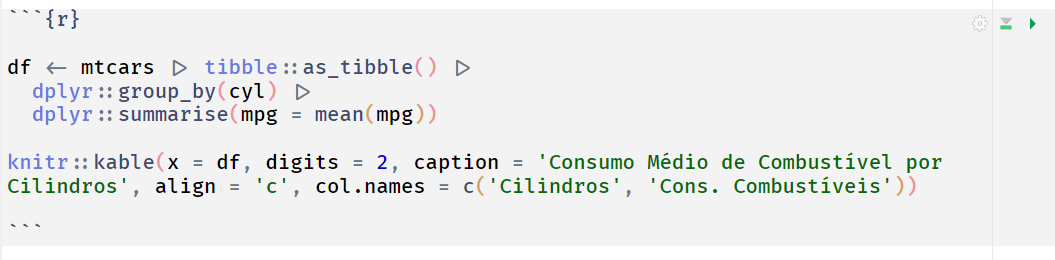 ```{r}
df <- mtcars |> tibble::as_tibble() |>
dplyr::group_by(cyl) |>
dplyr::summarise(mpg = mean(mpg))
knitr::kable(x = df, digits = 2, caption = 'Consumo Médio de Combustível por
Cilindros', align = 'c', col.names = c('Cilindros', 'Cons. Combustíveis'))
```